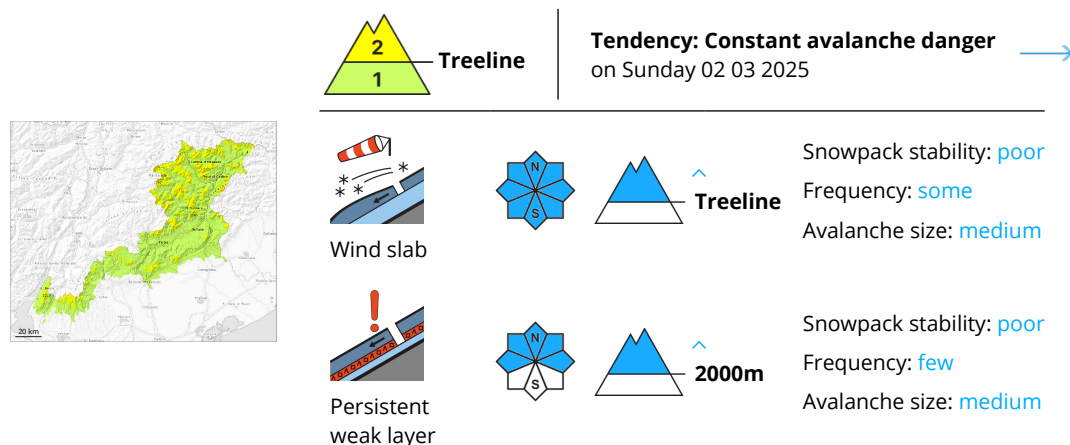 2
1
Treeline
Tendency: Constant avalanche danger
on Sunday 02 03 2025
20 km
N
S
Treeline
Snowpack stability: poor
Frequency: some
Avalanche size: medium
Wind slab
N
S
2000m
Snowpack stability: poor
Frequency: few
Avalanche size: medium
Persistent
weak layer